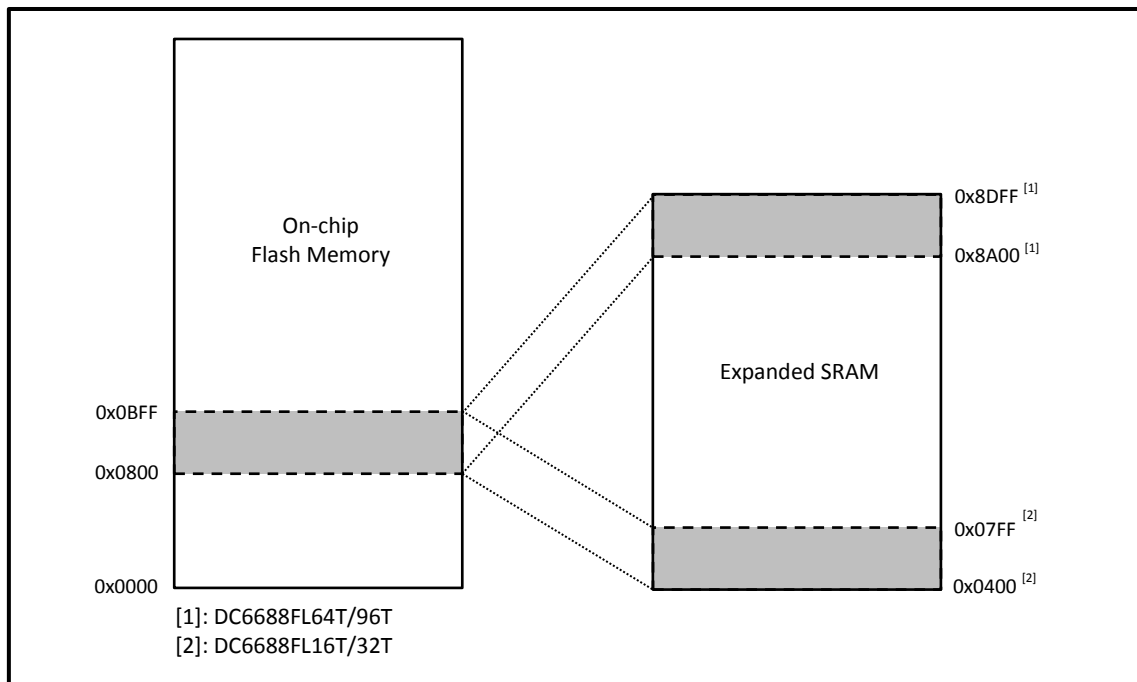 On-chip
Flash Memory
0x0BFF
0x0800
0x0000
0x8DFF [1]
0x8A00 [1]
Expanded SRAM
0x07FF [2]
0x0400 [2]
[1]: DC6688FL64T/96T
[2]: DC6688FL16T/32T